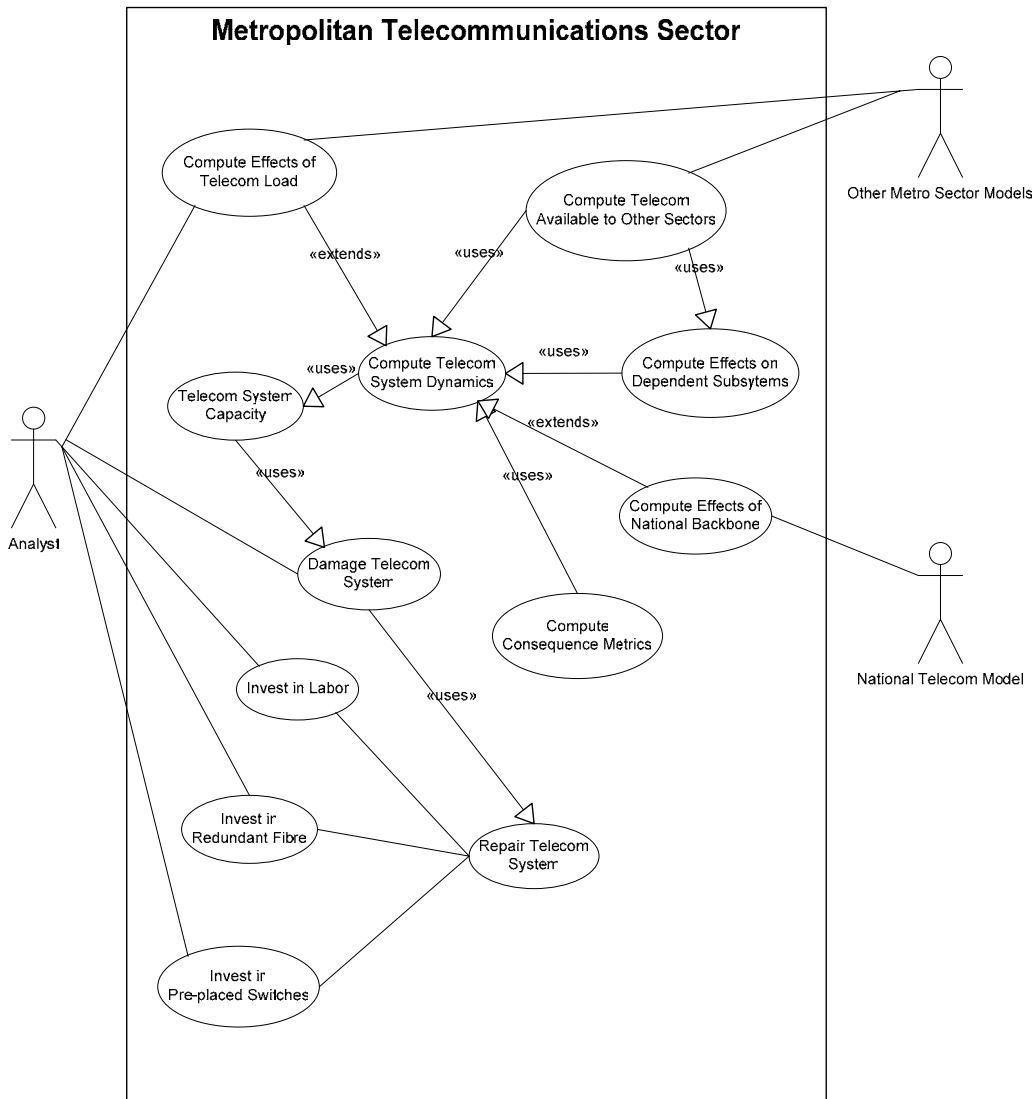 Metropolitan Telecommunications Sector
Compute Effects of
Telecom Load
Compute Telecom
Available to Other Sectors
Other Metro Sector Models
«extends»
«uses»
«uses»
Compute Telecom
System Dynamics
«uses»
Compute Effects on
Dependent Subsytems
«uses»
Telecom System
Capacity
«extends»
«uses»
«uses»
Compute Effects of
National Backbone
Analyst
Damage Telecom
System
Compute
Consequence Metrics
National Telecom Model
Invest in Labor
«uses»
Invest in
Redundant Fibre
Repair Telecom
System
Invest in
Pre-placed Switches